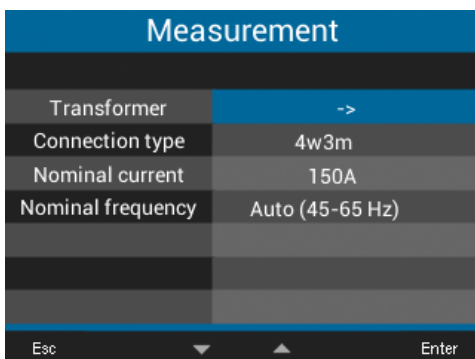 Measurement
Transformer ->
Connection type 4w3m
Nominal current 150A
Nominal frequency Auto (45-65 Hz)
Esc Enter